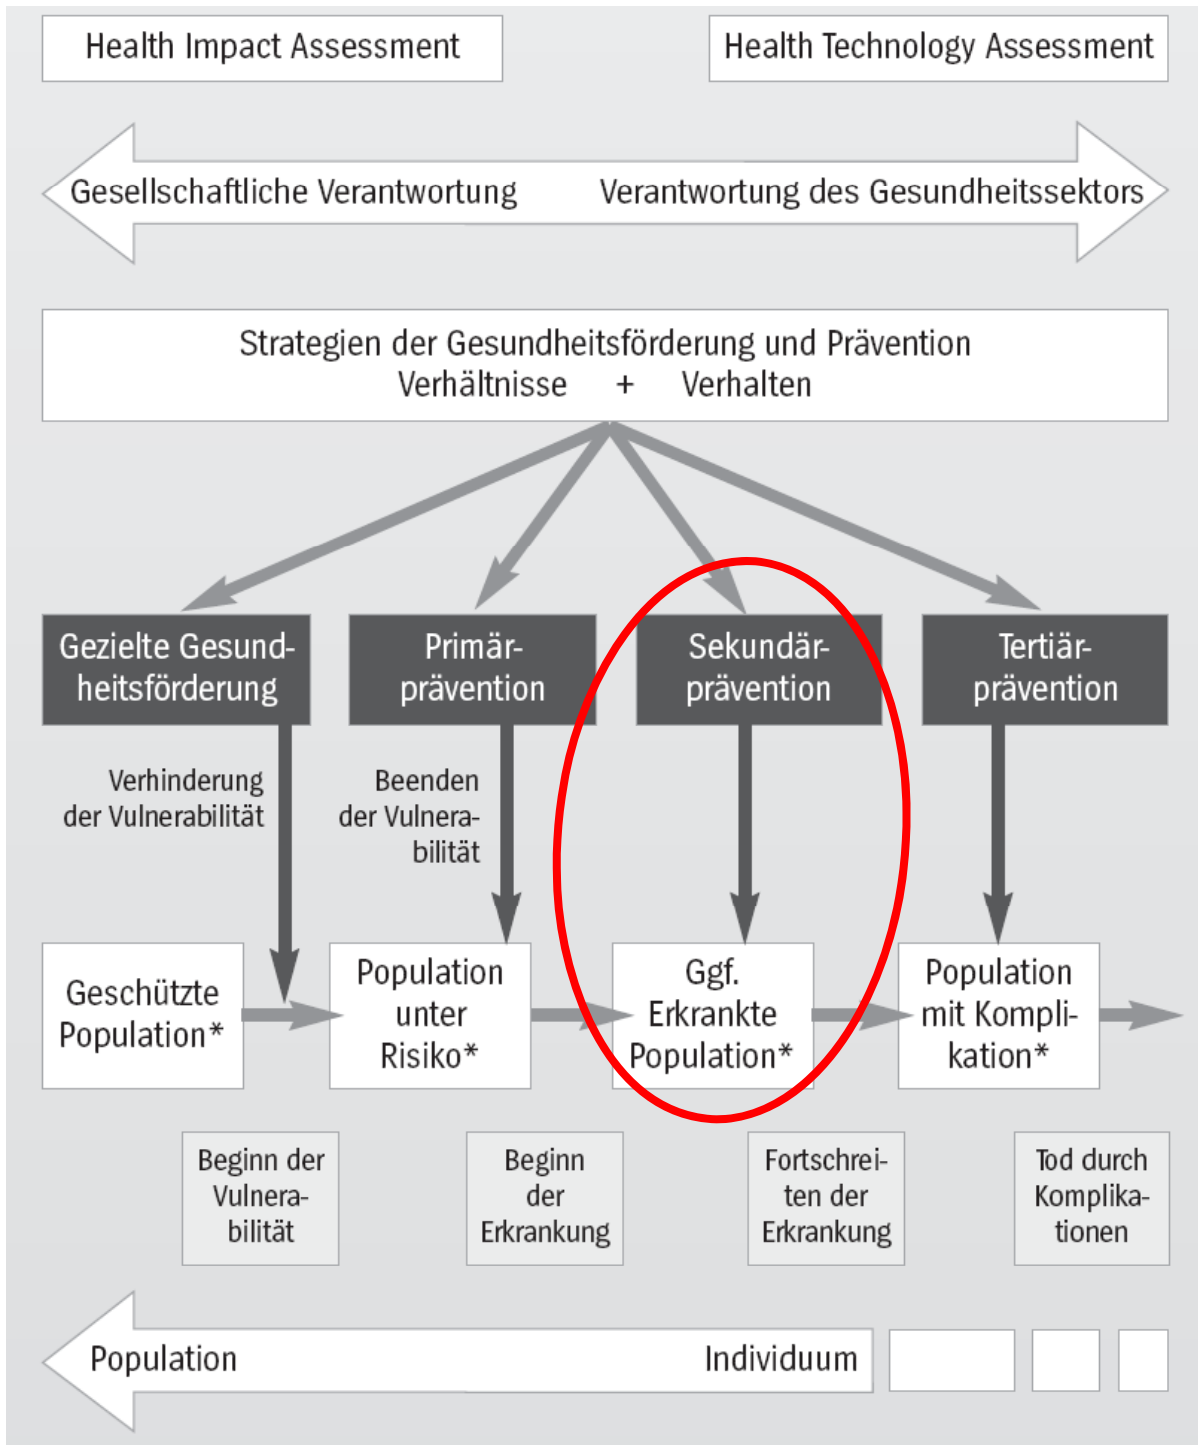 Health Impact Assessment
Health Technology Assessment
Gesellschaftliche Verantwortung
Verantwortung des Gesundheitssektors
Strategien der Gesundheitsförderung und Prävention
Verhältnisse + Verhalten
Gezielte Gesund-
heitsförderung
Primär-
prävention
Sekundär-
prävention
Tertiär-
prävention
Verhinderung
der Vulnerabilität
Beenden
der Vulnera-
bilität
Geschützte
Population*
Population
unter
Risiko*
Ggf.
Erkrankte
Population*
Population
mit Kompli-
kation*
Beginn der
Vulnera-
bilität
Beginn
der
Erkrankung
Fortschrei-
ten der
Erkrankung
Tod durch
Komplika-
tionen
Population
Individuum